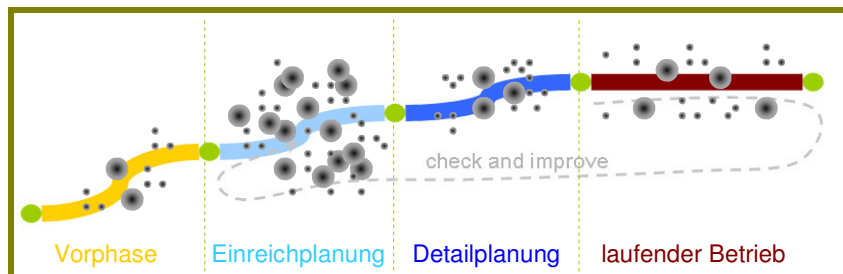 check and improve
Vorphase Einreichplanung Detailplanung laufender Betrieb